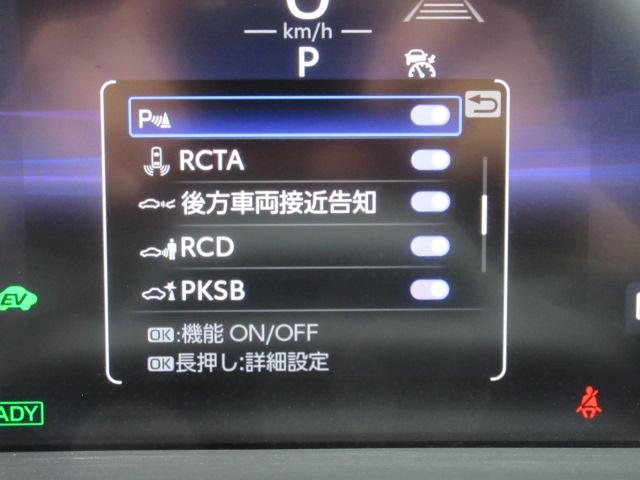 km/h
P
P
RCTA
後方車両接近告知
RCD
PKSB
OK:機能 ON/OFF
OK長押し:詳細設定
EV
ADY